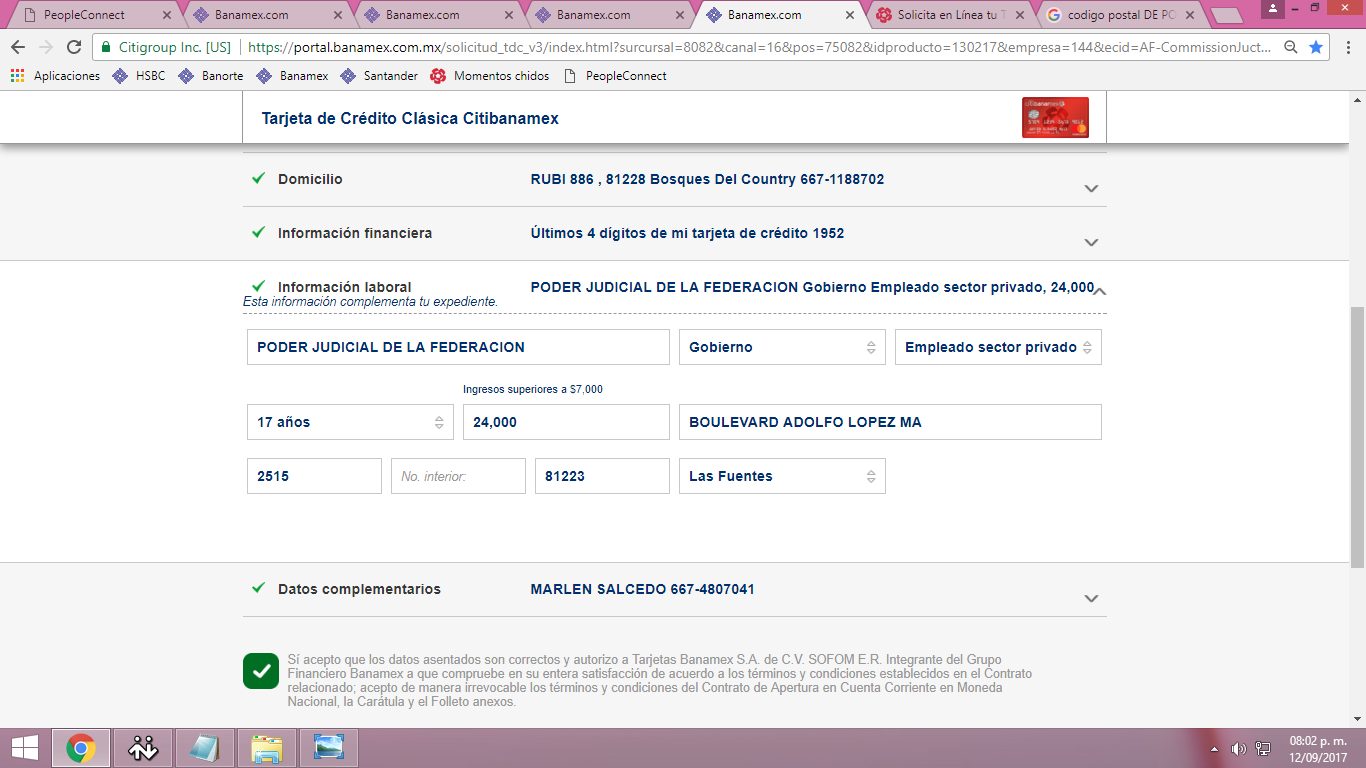 PeopleConnect
Banamex.com
Banamex.com
Banamex.com
Banamex.com
Solicita en Línea tu T
codigo postal DE PC
Citigroup Inc. [US] https://portal.banamex.com.mx/solicitud_tdc_v3/index.html?sursursal=8082&canal=16&pos=75082&idproducto=130217&empresa=144&ecid=AF-CommissionJuct...
Aplicaciones HSBC Banorte Banamex Santander Momentos chidos PeopleConnect
Tarjeta de Crédito Clásica Citibanamex
citibanamex
Domicilio RUBI 886 , 81228 Bosques Del Country 667-1188702
Información financiera Últimos 4 dígitos de mi tarjeta de crédito 1952
Información laboral PODER JUDICIAL DE LA FEDERACION Gobierno Empleado sector privado, 24,000
Esta información complementa tu expediente.
PODER JUDICIAL DE LA FEDERACION Gobierno Empleado sector privado
Ingresos superiores a $7,000
17 años 24,000 BOULEVARD ADOLFO LOPEZ MA
2515 No. interior: 81223 Las Fuentes
Datos complementarios MARLEN SALCEDO 667-4807041
Sí acepto que los datos asentados son correctos y autorizo a Tarjetas Banamex S.A. de C.V. SOFOM E.R. Integrante del Grupo
Financiero Banamex a que compruebe en su entera satisfacción de acuerdo a los términos y condiciones establecidos en el Contrato
relacionado; acepto de manera irrevocable los términos y condiciones del Contrato de Apertura en Cuenta Corriente en Moneda
Nacional, la Carátula y el Folleto anexos.
08:02 p. m.
12/09/2017